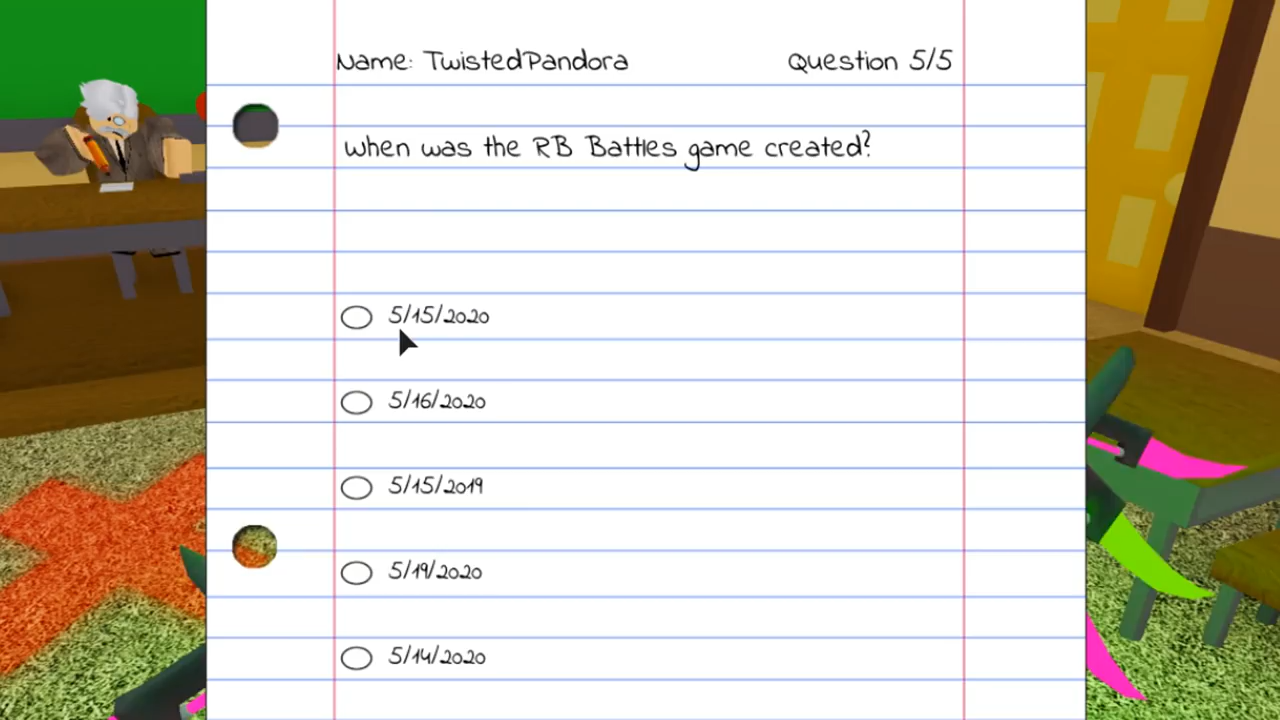 Name: TwistedPandora Question 5/5
when was the RB Battles game created?
5/15/2020
5/16/2020
5/15/2019
5/19/2020
5/14/2020